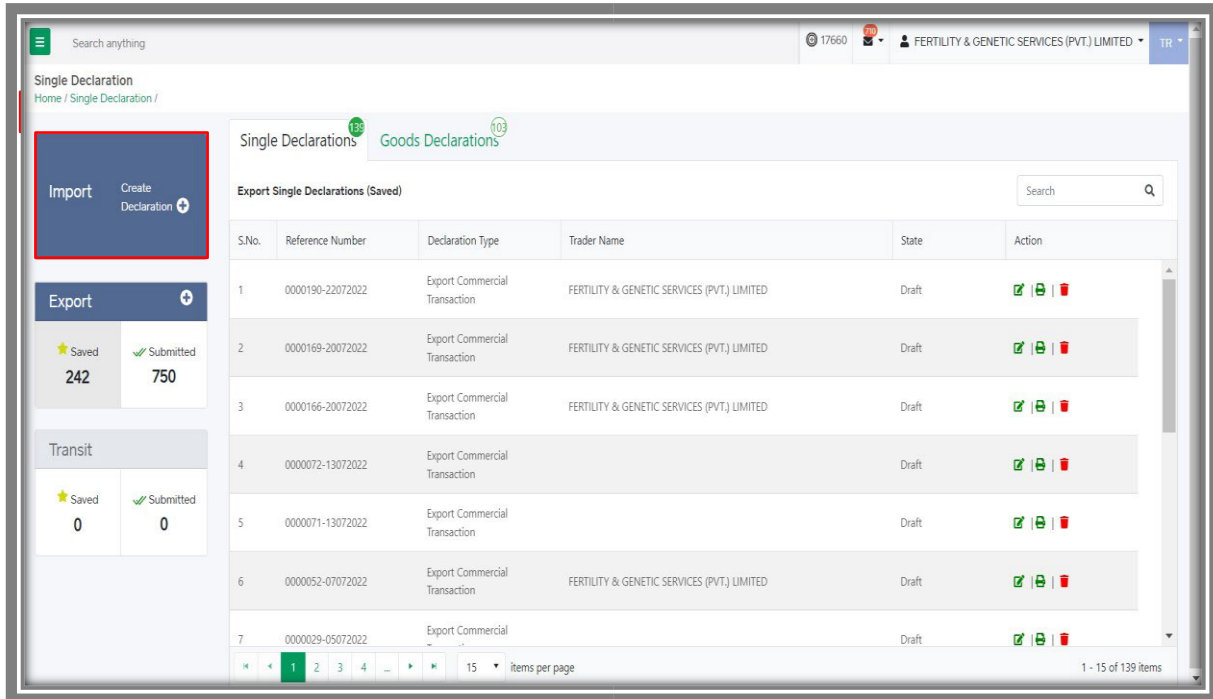 Search anything
17660
710
FERTILITY & GENETIC SERVICES (PVT.) LIMITED
TR
Single Declaration
Home / Single Declaration /
Import
Create
Declaration
Export
Saved
242
Submitted
750
Transit
Saved
0
Submitted
0
Single Declarations 139
Goods Declarations 103
Export Single Declarations (Saved)
Search
S.No. Reference Number Declaration Type Trader Name State Action
1 0000190-22072022 Export Commercial Transaction FERTILITY & GENETIC SERVICES (PVT.) LIMITED Draft
2 0000169-20072022 Export Commercial Transaction FERTILITY & GENETIC SERVICES (PVT.) LIMITED Draft
3 0000166-20072022 Export Commercial Transaction FERTILITY & GENETIC SERVICES (PVT.) LIMITED Draft
4 0000072-13072022 Export Commercial Transaction Draft
5 0000071-13072022 Export Commercial Transaction Draft
6 0000052-07072022 Export Commercial Transaction FERTILITY & GENETIC SERVICES (PVT.) LIMITED Draft
7 0000029-05072022 Export Commercial Draft
1 2 3 4 ... 15 items per page
1 - 15 of 139 items